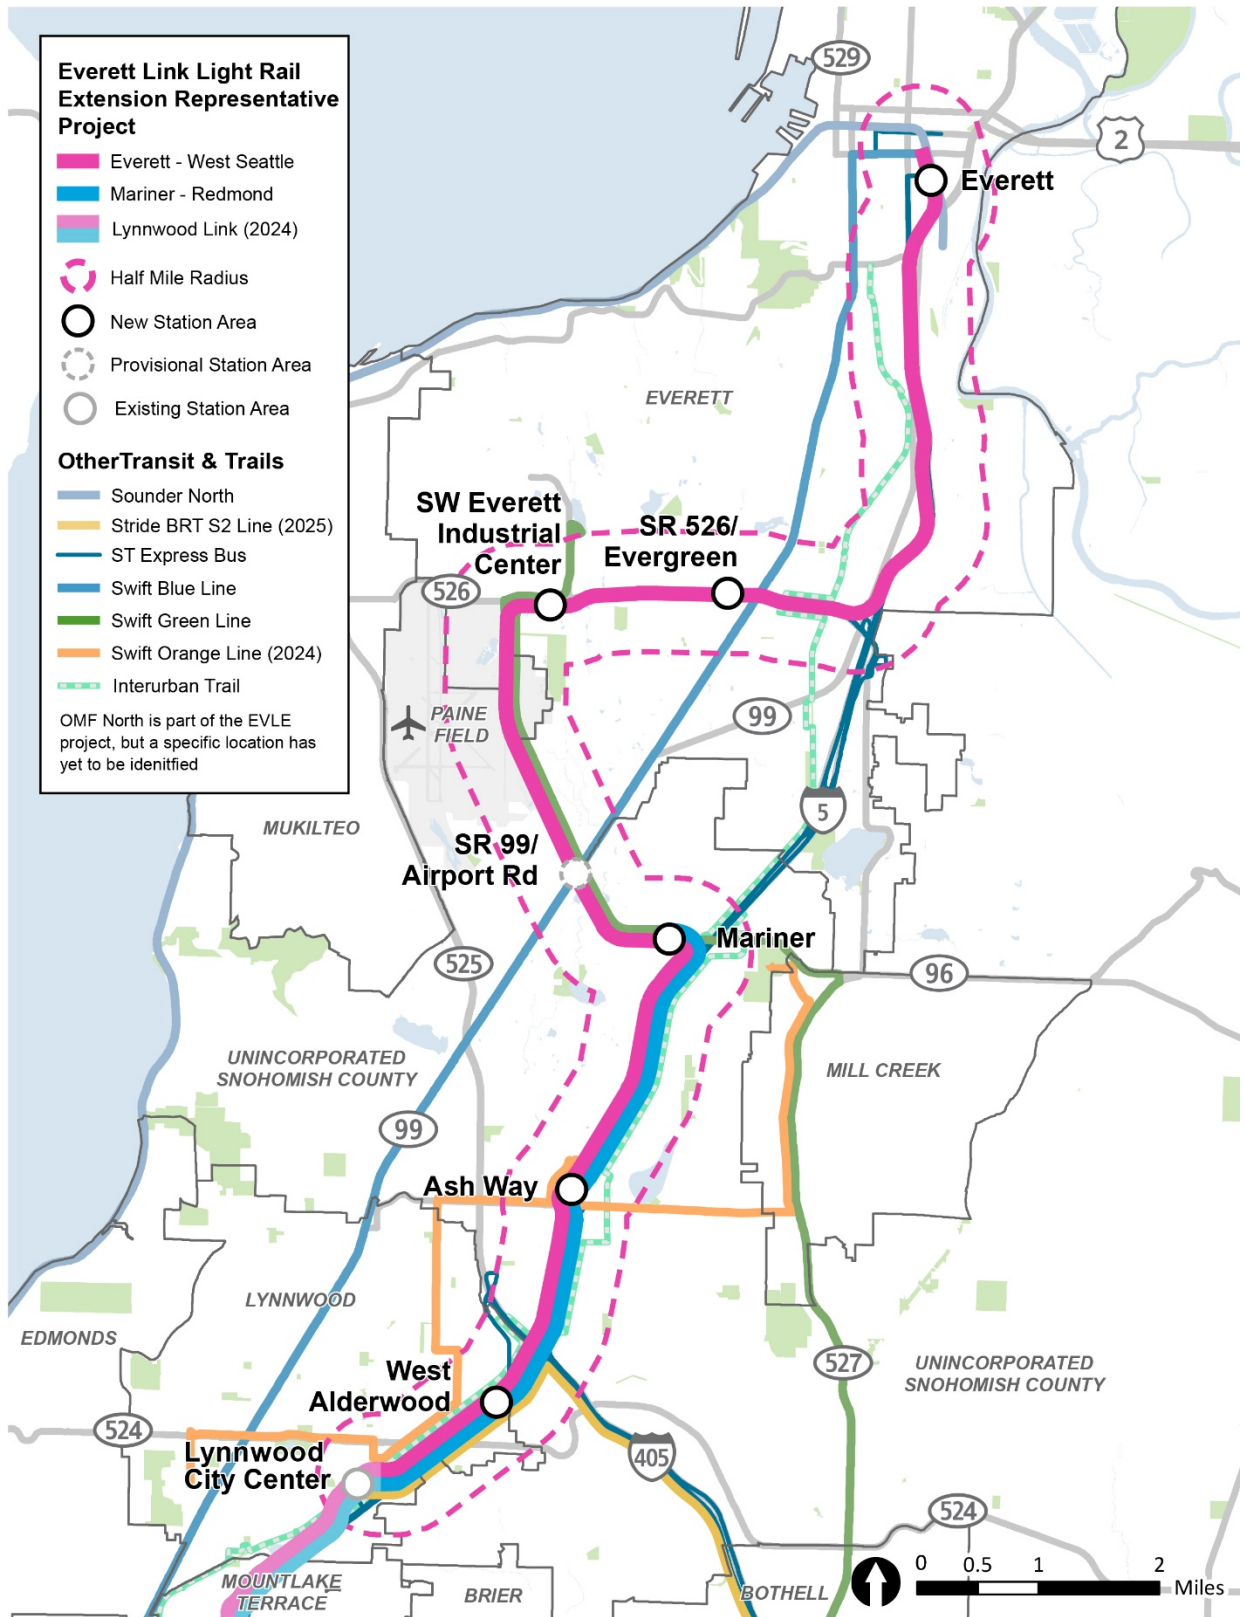 Everett Link Light Rail
Extension Representative
Project
Everett - West Seattle
Mariner - Redmond
Lynnwood Link (2024)
Half Mile Radius
New Station Area
Provisional Station Area
Existing Station Area
OtherTransit & Trails
Sounder North
Stride BRT S2 Line (2025)
ST Express Bus
Swift Blue Line
Swift Green Line
Swift Orange Line (2024)
Interurban Trail
OMF North is part of the EVLE
project, but a specific location has
yet to be idenitfied
529
2
Everett
EVERETT
SW Everett
Industrial
Center
SR 526/
Evergreen
526
PAINE
FIELD
99
5
MUKILTEO
SR 99/
Airport Rd
Mariner
525
96
UNINCORPORATED
SNOHOMISH COUNTY
MILL CREEK
99
Ash Way
LYNNWOOD
EDMONDS
West
Alderwood
527
UNINCORPORATED
SNOHOMISH COUNTY
524
Lynnwood
City Center
405
524
MOUNTLAKE
TERRACE
BRIER
BOTHELL
0 0.5 1 2
Miles